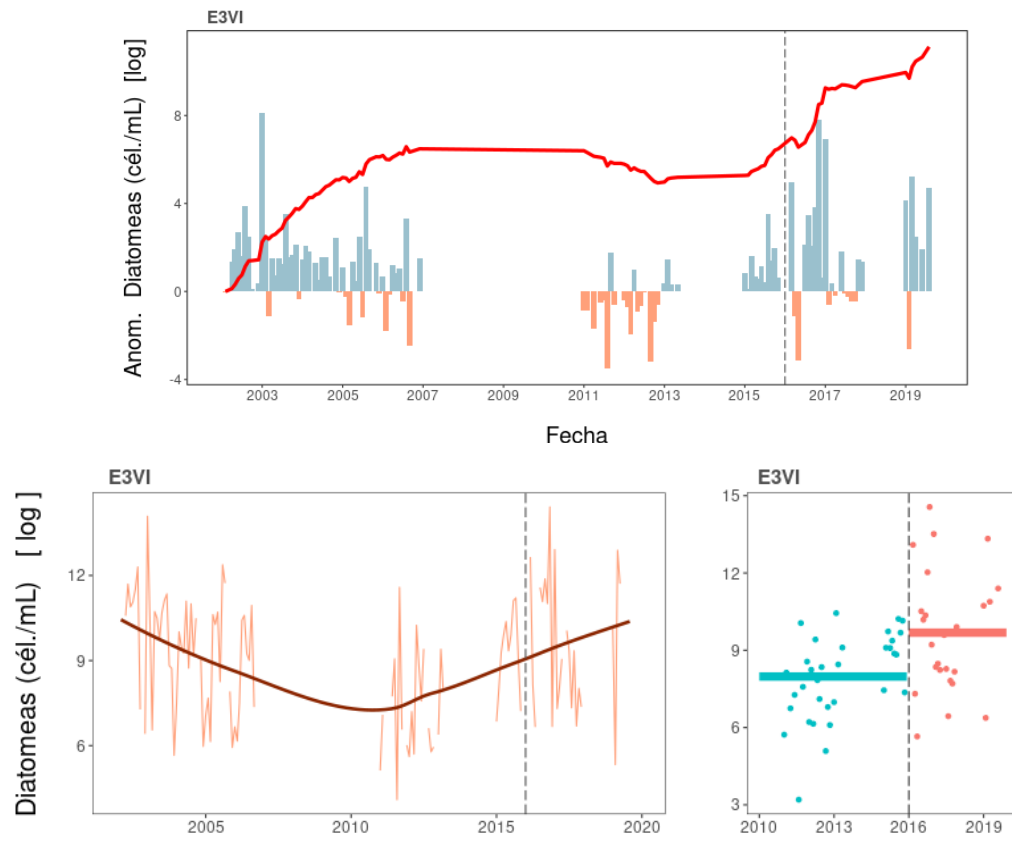 E3VI
Anom. Diatomeas (cél./mL) [log]
8
4
0
-4
2003 2005 2007 2009 2011 2013 2015 2017 2019
Fecha
E3VI
Diatomeas (cél./mL) [ log ]
12
9
6
2005 2010 2015 2020
E3VI
15
12
9
6
3
2010 2013 2016 2019